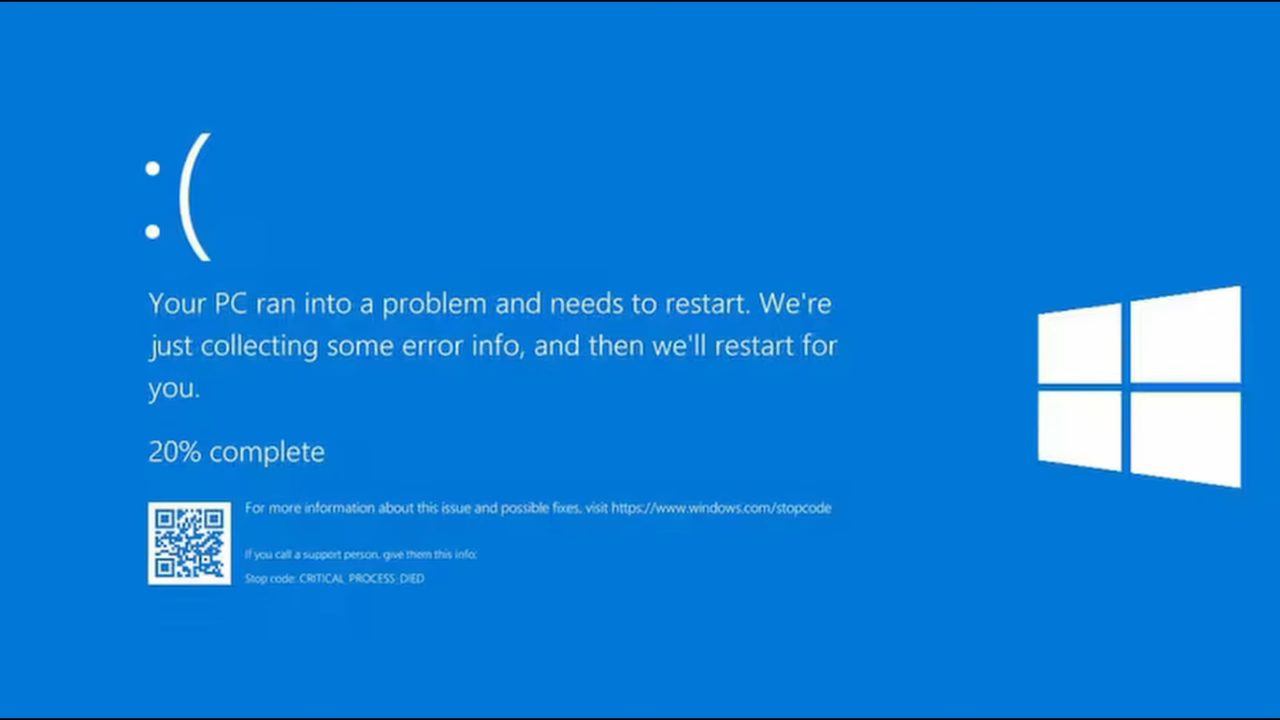 :(
Your PC ran into a problem and needs to restart. We're
just collecting some error info, and then we'll restart for
you.
20% complete
For more information about this issue and possible fixes, visit https://www.windows.com/stopcode
If you call a support person, give them this info:
Stop code: CRITICAL_PROCESS_DIED